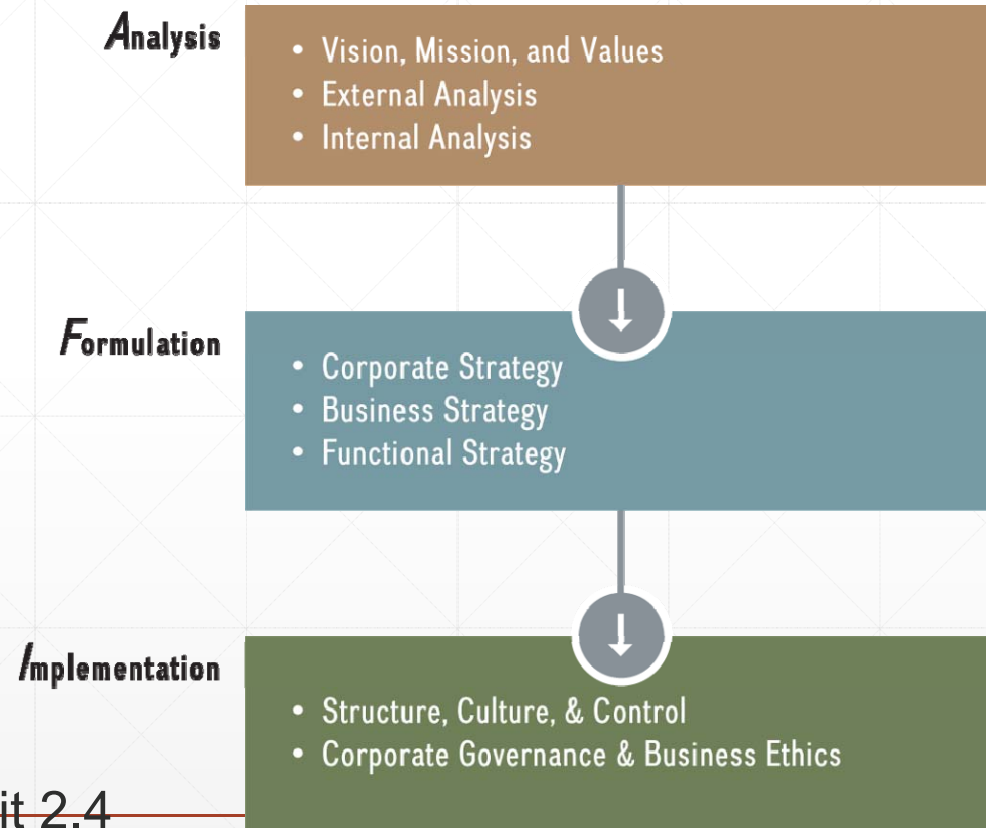 Analysis
• Vision, Mission, and Values
• External Analysis
• Internal Analysis
Formulation
• Corporate Strategy
• Business Strategy
• Functional Strategy
Implementation
• Structure, Culture, & Control
• Corporate Governance & Business Ethics
it 2.4